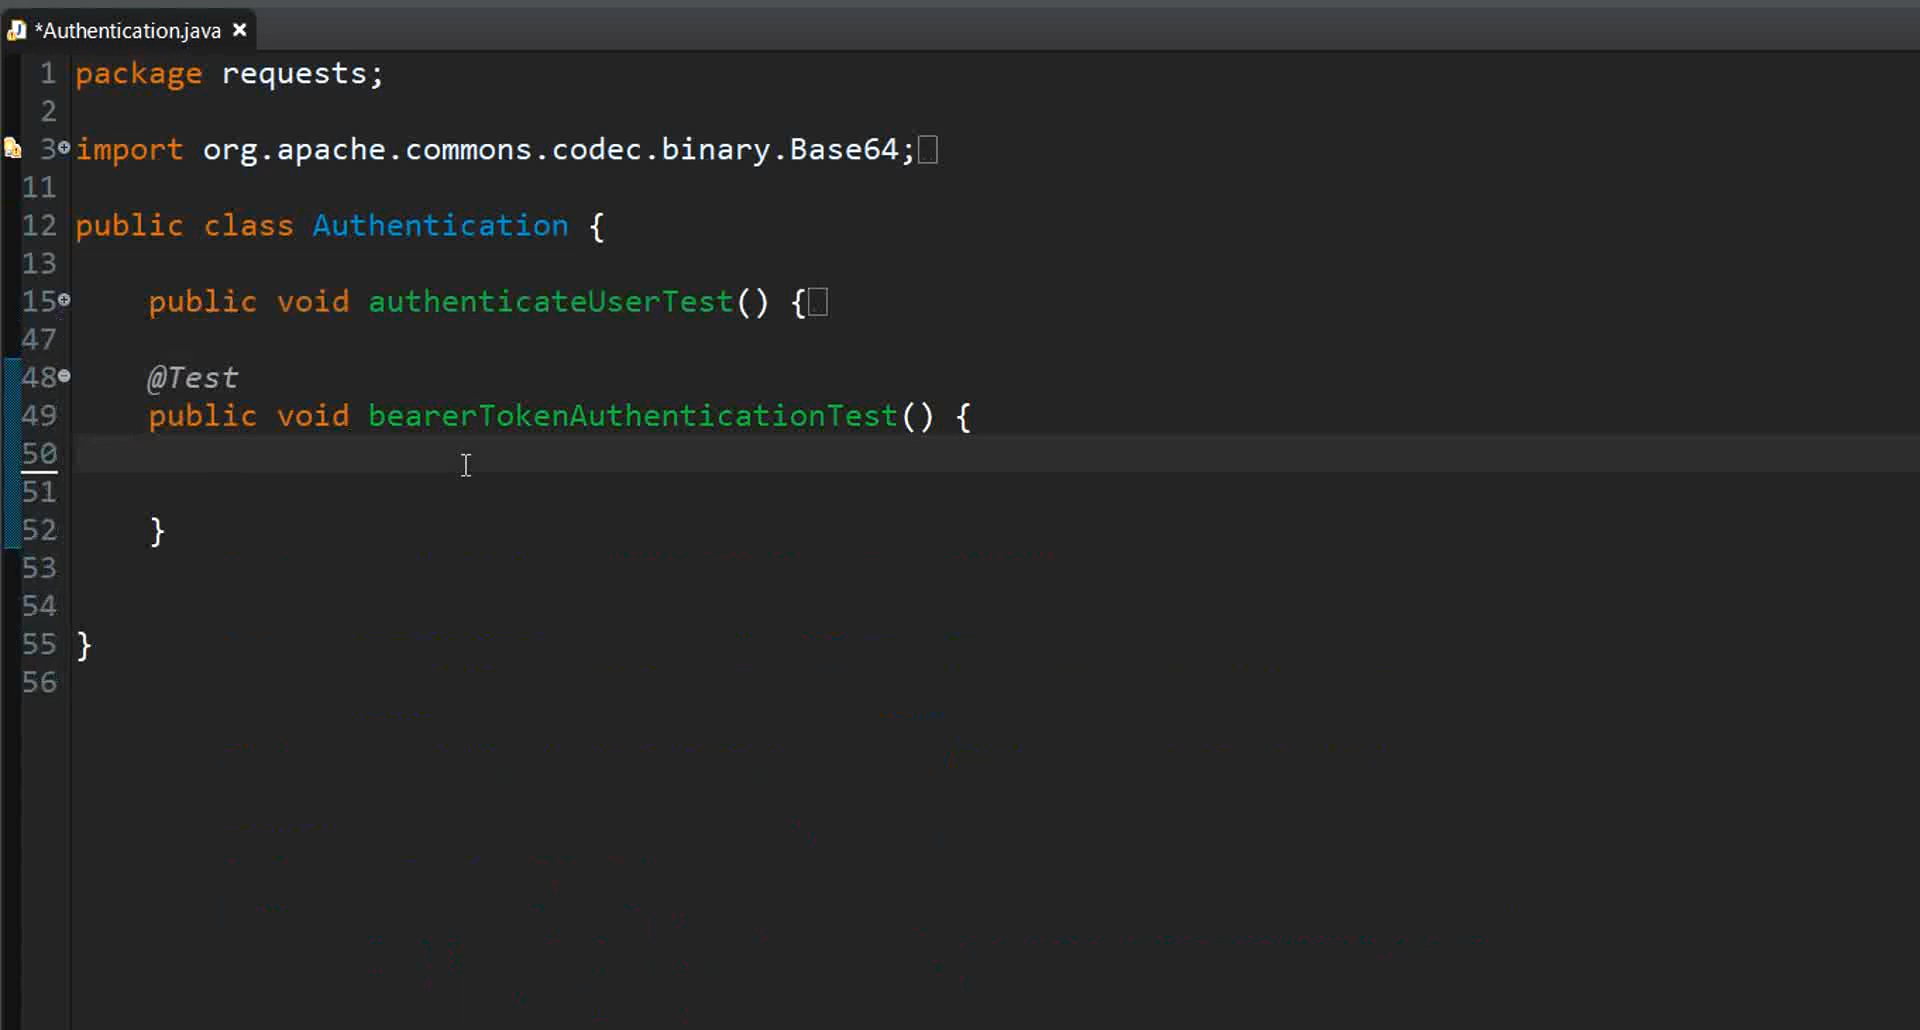 *Authentication.java
1 package requests;
2
3 import org.apache.commons.codec.binary.Base64;
11
12 public class Authentication {
13
15 public void authenticateUserTest() {
47
48 @Test
49 public void bearerTokenAuthenticationTest() {
50
51
52 }
53
54
55 }
56